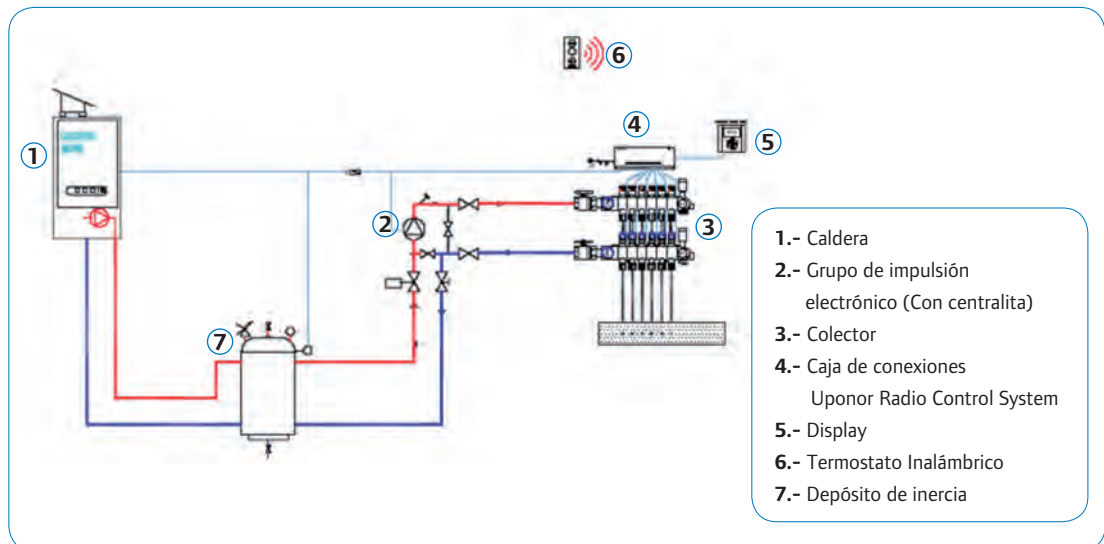 6
4
5
1
2
3
7
1.- Caldera
2.- Grupo de impulsión
electrónico (Con centralita)
3.- Colector
4.- Caja de conexiones
Uponor Radio Control System
5.- Display
6.- Termostato Inalámbrico
7.- Depósito de inercia